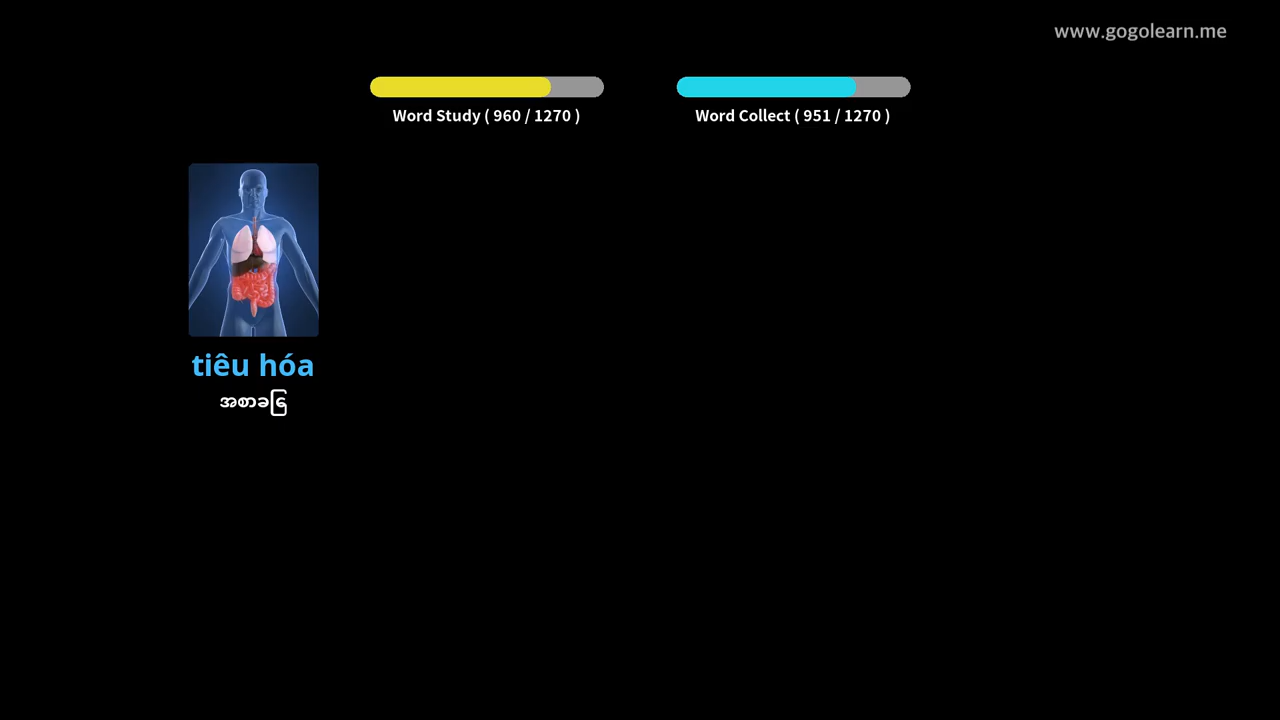 www.gogolearn.me
Word Study ( 960 / 1270 )
Word Collect ( 951 / 1270 )
tiêu hóa
အစာခြေ